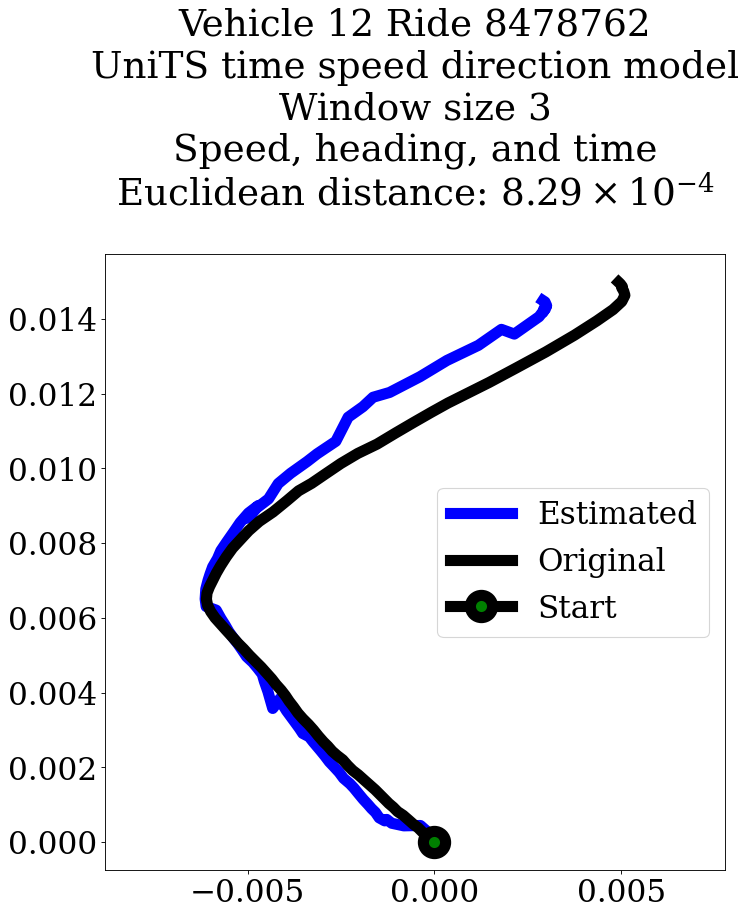 Vehicle 12 Ride 8478762
UniTS time speed direction model
Window size 3
Speed, heading, and time
Euclidean distance: 8.29 × 10⁻⁴
0.014
0.012
0.010
0.008
0.006
0.004
0.002
0.000
Estimated
Original
Start
−0.005
0.000
0.005